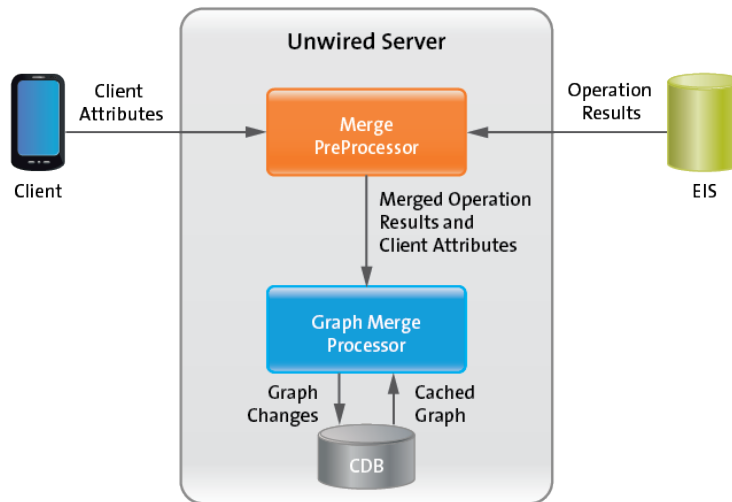 Unwired Server
Client
Attributes
Operation
Results
Merge
PreProcessor
Client
EIS
Merged Operation
Results and
Client Attributes
Graph Merge
Processor
Graph
Changes
Cached
Graph
CDB